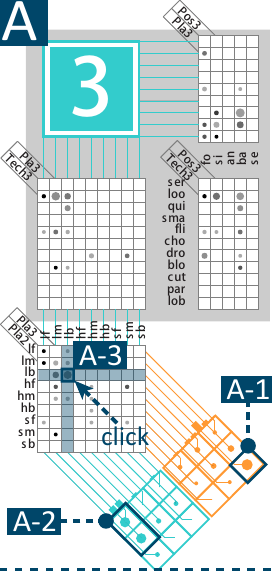 A
3
Pos3
Pla3
fo
si
an
ba
se
Pla3
Tech3
Pos3
Tech3
ser
loo
qui
sma
fli
cho
dro
blo
cut
par
lob
Pla3
Pla2
lf
lm
lb
hf
hm
hb
sf
sm
sb
lf
lm
lb
hf
hm
hb
sf
sm
sb
A-3
click
A-1
A-2